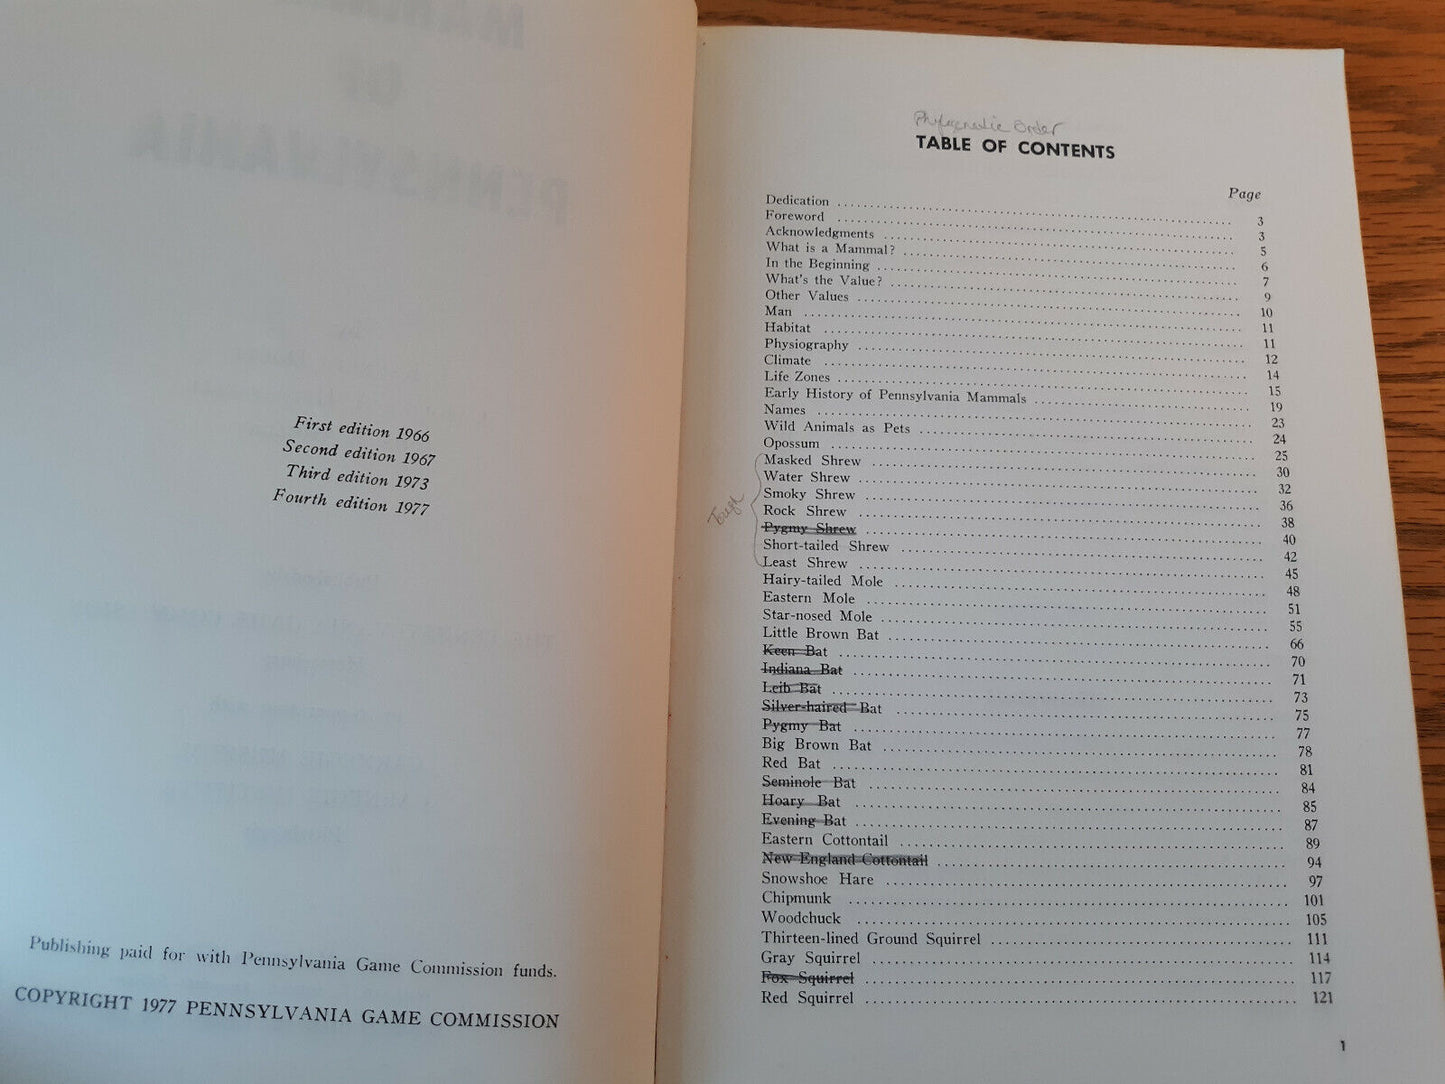 First edition 1966
Second edition 1967
Third edition 1973
Fourth edition 1977
Publishing paid for with Pennsylvania Game Commission funds.
COPYRIGHT 1977 PENNSYLVANIA GAME COMMISSION
Phylogenetic Order
TABLE OF CONTENTS
Page
Dedication 3
Foreword 3
Acknowledgments 5
What is a Mammal? 6
In the Beginning 7
What's the Value? 9
Other Values 10
Man 11
Habitat 11
Physiography 12
Climate 14
Life Zones 15
Early History of Pennsylvania Mammals 19
Names 23
Wild Animals as Pets 24
Opossum 25
Masked Shrew 30
Water Shrew 32
Smoky Shrew 36
Rock Shrew 38
Tough
Pygmy Shrew 40
Short-tailed Shrew 42
Least Shrew 45
Hairy-tailed Mole 48
Eastern Mole 51
Star-nosed Mole 55
Little Brown Bat 66
Keen Bat 70
Indiana Bat 71
Leib Bat 73
Silver-haired Bat 75
Pygmy Bat 77
Big Brown Bat 78
Red Bat 81
Seminole Bat 84
Hoary Bat 85
Evening Bat 87
Eastern Cottontail 89
New England Cottontail 94
Snowshoe Hare 97
Chipmunk 101
Woodchuck 105
Thirteen-lined Ground Squirrel 111
Gray Squirrel 114
Fox Squirrel 117
Red Squirrel 121
1